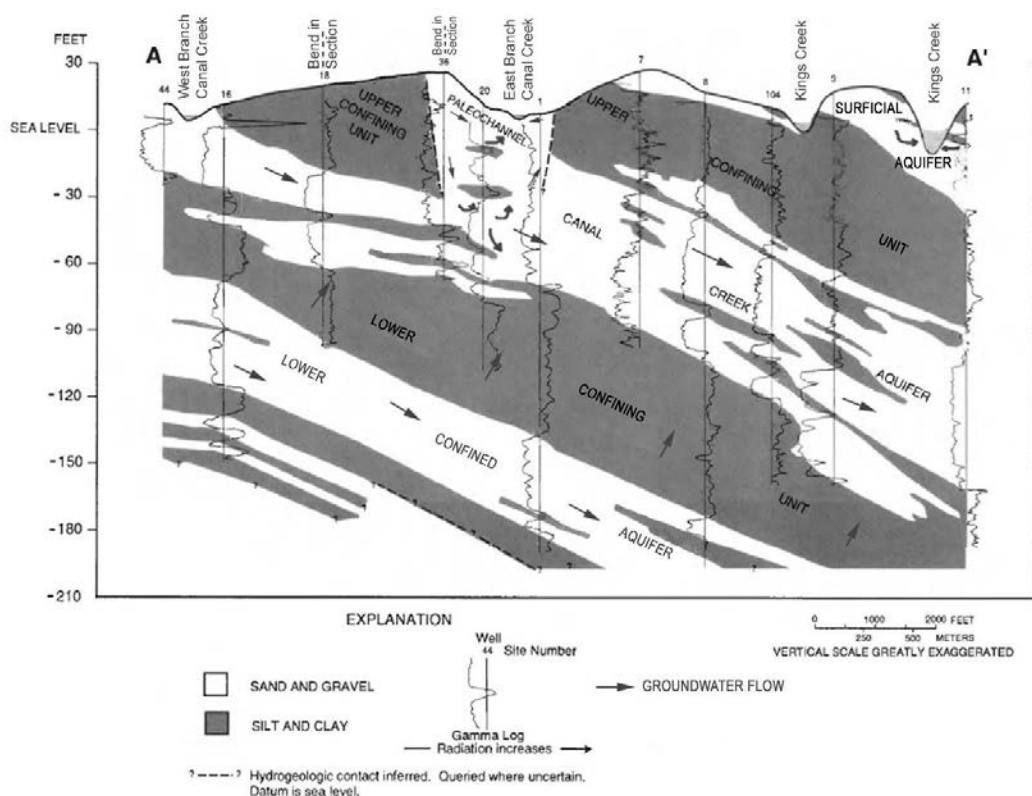 FEET
A
A'
West Branch
Canal Creek
Bend in
Section
Bend in
Section
East Branch
Canal Creek
Kings Creek
Kings Creek
44
16
18
36
20
1
7
8
104
5
11
30
SEA LEVEL
-30
-60
-90
-120
-150
-180
-210
UPPER
CONFINING
UNIT
PALEOCHANNEL
UPPER
CONFINING
UNIT
SURFICIAL
AQUIFER
CANAL
CREEK
AQUIFER
LOWER
CONFINING
UNIT
LOWER
CONFINED
AQUIFER
? ? ? ? ? ? ? ? ?
EXPLANATION
SAND AND GRAVEL
SILT AND CLAY
Well
44 Site Number
Gamma Log
Radiation increases
GROUNDWATER FLOW
? ? Hydrogeologic contact inferred. Queried where uncertain.
Datum is sea level.
0 1000 2000 FEET
250 500 METERS
VERTICAL SCALE GREATLY EXAGGERATED